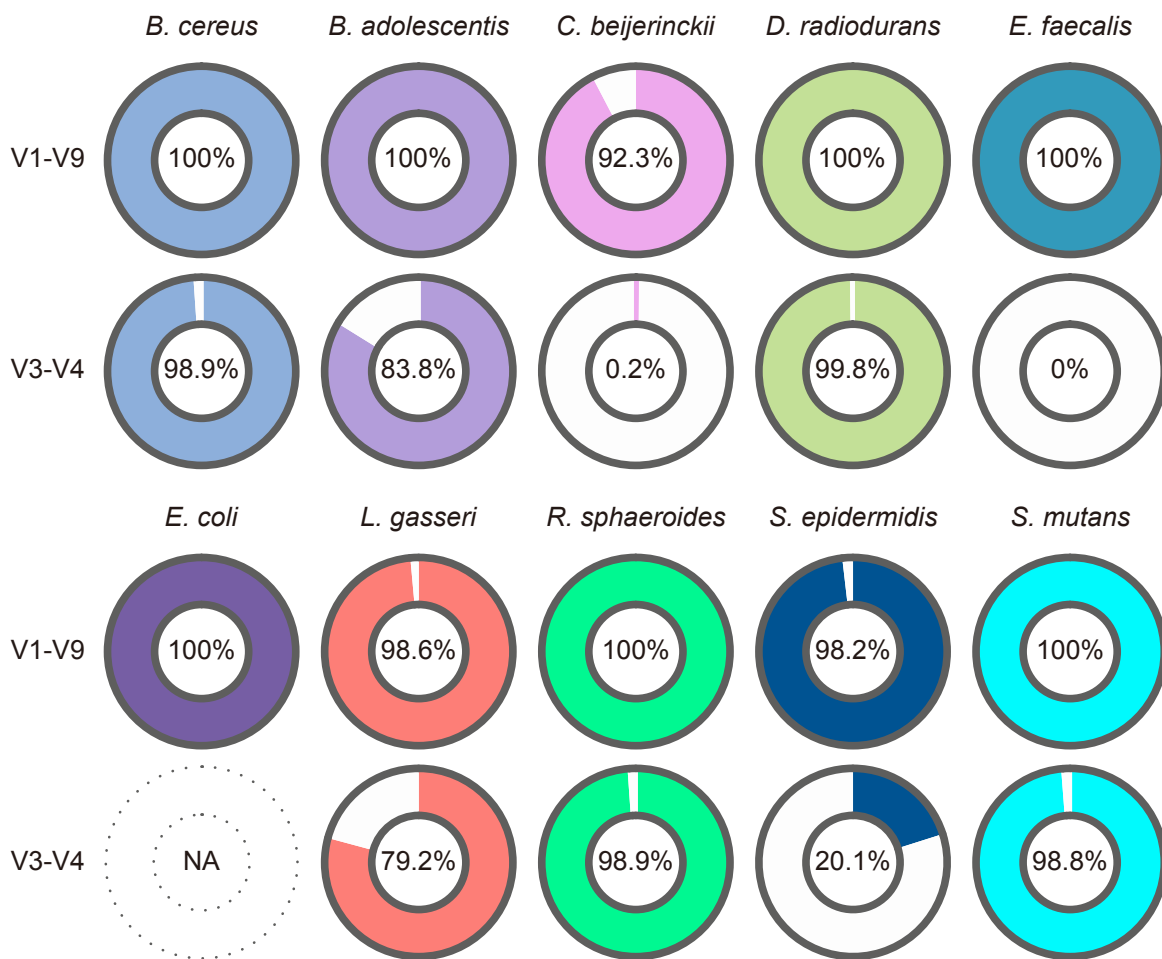 B. cereus B. adolescentis C. beijerinckii D. radiodurans E. faecalis
V1-V9 100% 100% 92.3% 100% 100%
V3-V4 98.9% 83.8% 0.2% 99.8% 0%
E. coli L. gasseri R. sphaeroides S. epidermidis S. mutans
V1-V9 100% 98.6% 100% 98.2% 100%
V3-V4 NA 79.2% 98.9% 20.1% 98.8%